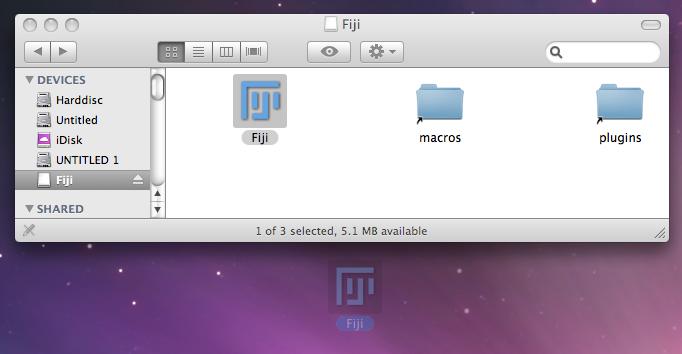 Fiji
DEVICES
Harddisc
Untitled
iDisk
UNTITLED 1
Fiji
SHARED
Fiji
macros
plugins
1 of 3 selected, 5.1 MB available
Fiji